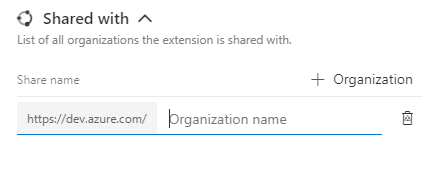 Shared with
List of all organizations the extension is shared with.
Share name
+ Organization
https://dev.azure.com/ Organization name